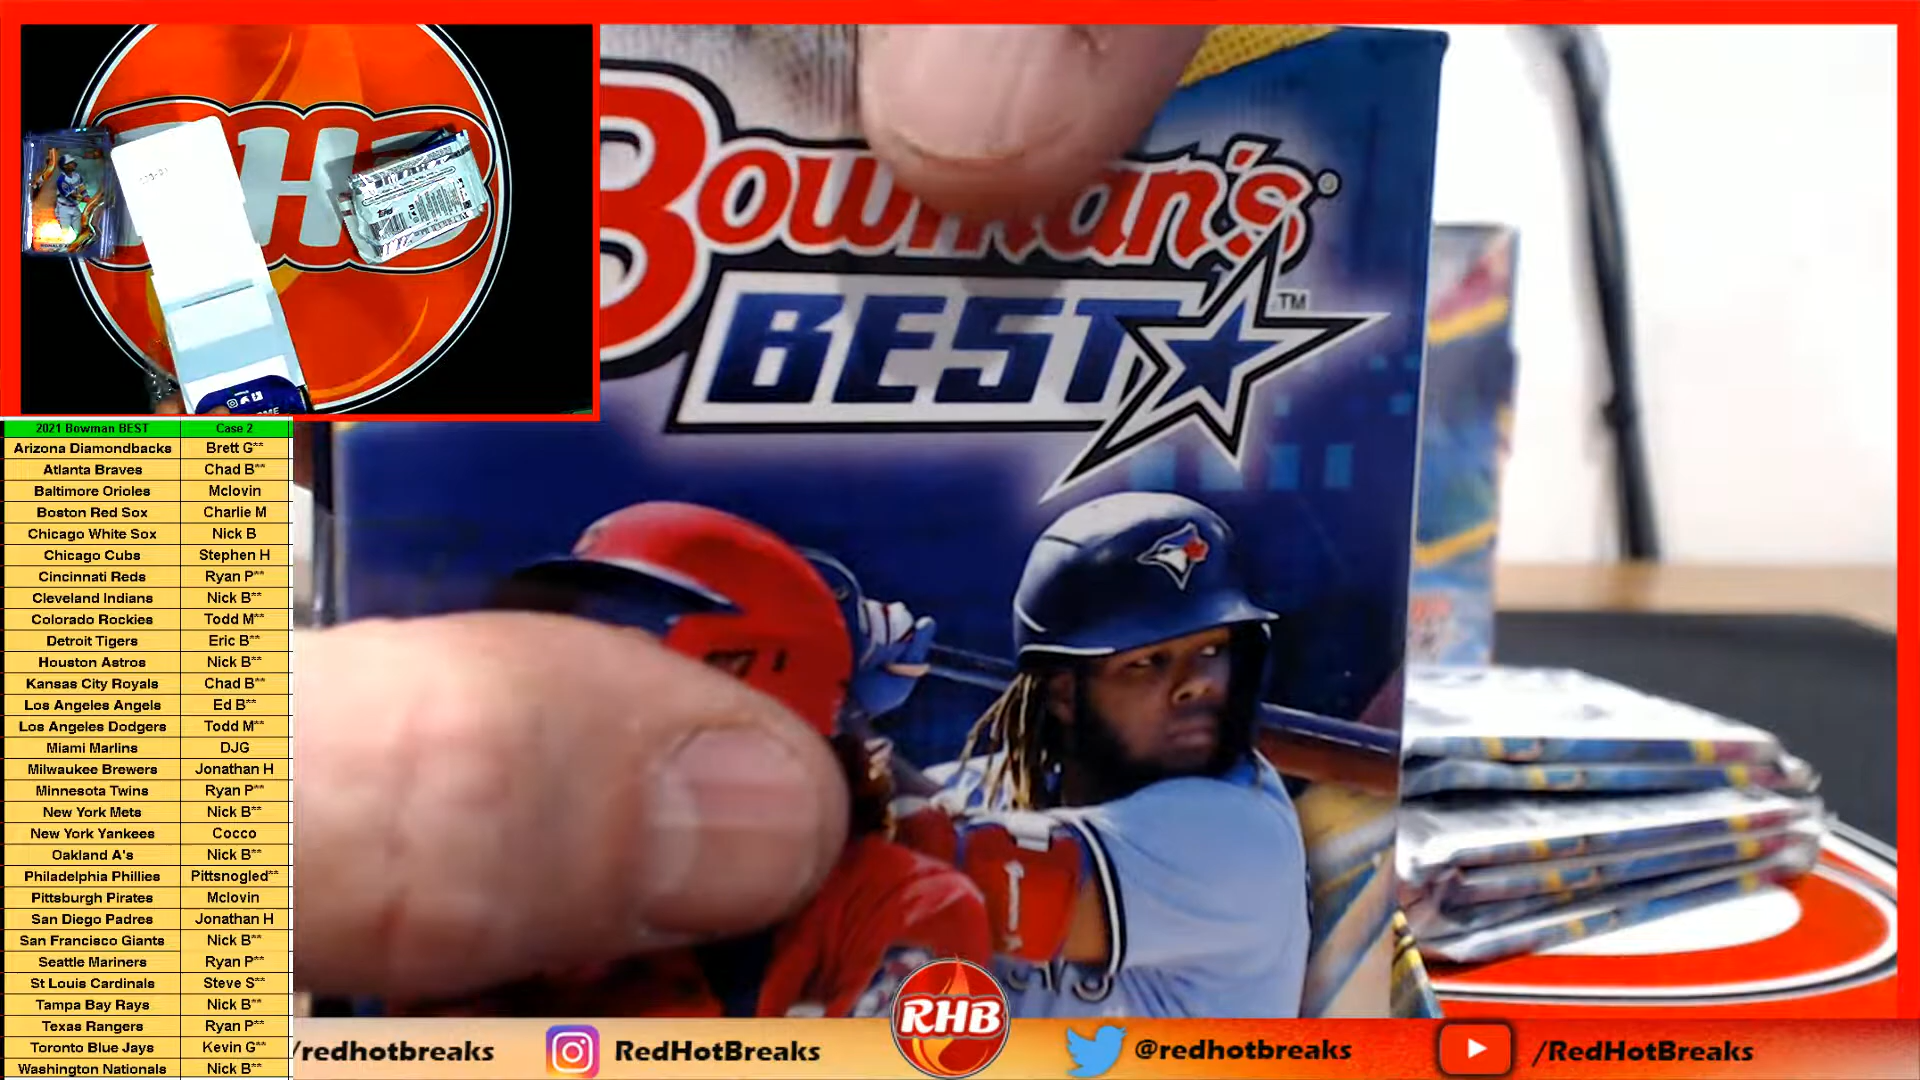 RHB
Bowman's®
BEST™
2021 Bowman BEST Case 2
Arizona Diamondbacks Brett G**
Atlanta Braves Chad B**
Baltimore Orioles Mclovin
Boston Red Sox Charlie M
Chicago White Sox Nick B
Chicago Cubs Stephen H
Cincinnati Reds Ryan P**
Cleveland Indians Nick B**
Colorado Rockies Todd M**
Detroit Tigers Eric B**
Houston Astros Nick B**
Kansas City Royals Chad B**
Los Angeles Angels Ed B**
Los Angeles Dodgers Todd M**
Miami Marlins DJG
Milwaukee Brewers Jonathan H
Minnesota Twins Ryan P**
New York Mets Nick B**
New York Yankees Cocco
Oakland A's Nick B**
Philadelphia Phillies Pittsnogled**
Pittsburgh Pirates Mclovin
San Diego Padres Jonathan H
San Francisco Giants Nick B**
Seattle Mariners Ryan P**
St Louis Cardinals Steve S**
Tampa Bay Rays Nick B**
Texas Rangers Ryan P**
Toronto Blue Jays Kevin G**
Washington Nationals Nick B**
/redhotbreaks
RedHotBreaks
RHB
@redhotbreaks
/RedHotBreaks